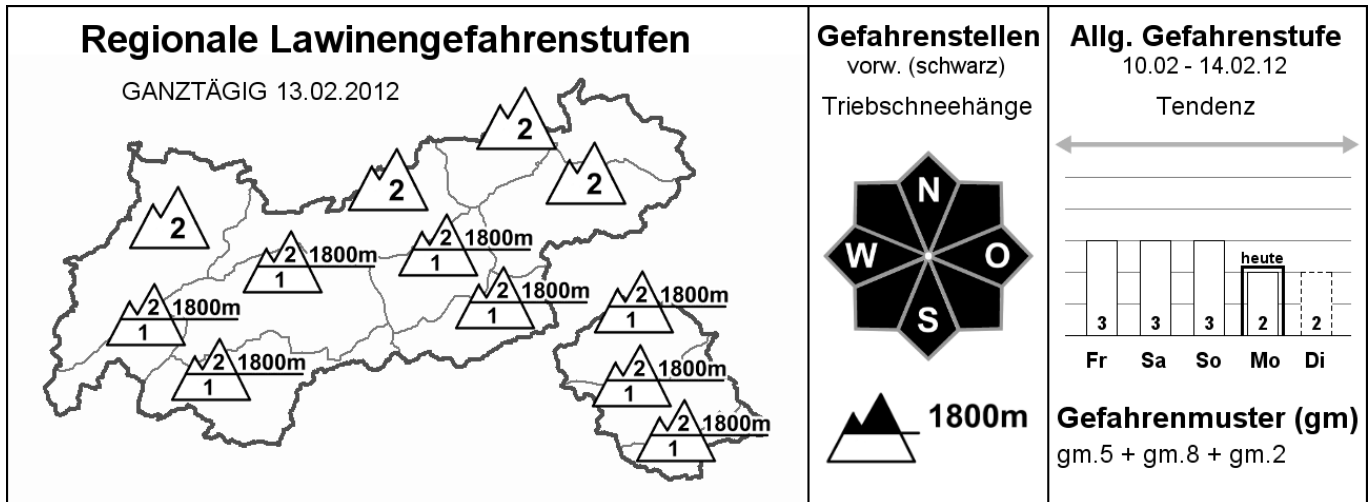 Regionale Lawinengefahrenstufen
GANZTÄGIG 13.02.2012
2
2
2
2
2 1800m
1
2 1800m
1
2 1800m
1
2 1800m
1
2 1800m
1
2 1800m
1
2 1800m
1
2 1800m
1
Gefahrenstellen
vorw. (schwarz)
Triebschneehänge
N
W O
S
1800m
Allg. Gefahrenstufe
10.02 - 14.02.12
Tendenz
heute
3 3 3 2 2
Fr Sa So Mo Di
Gefahrenmuster (gm)
gm.5 + gm.8 + gm.2